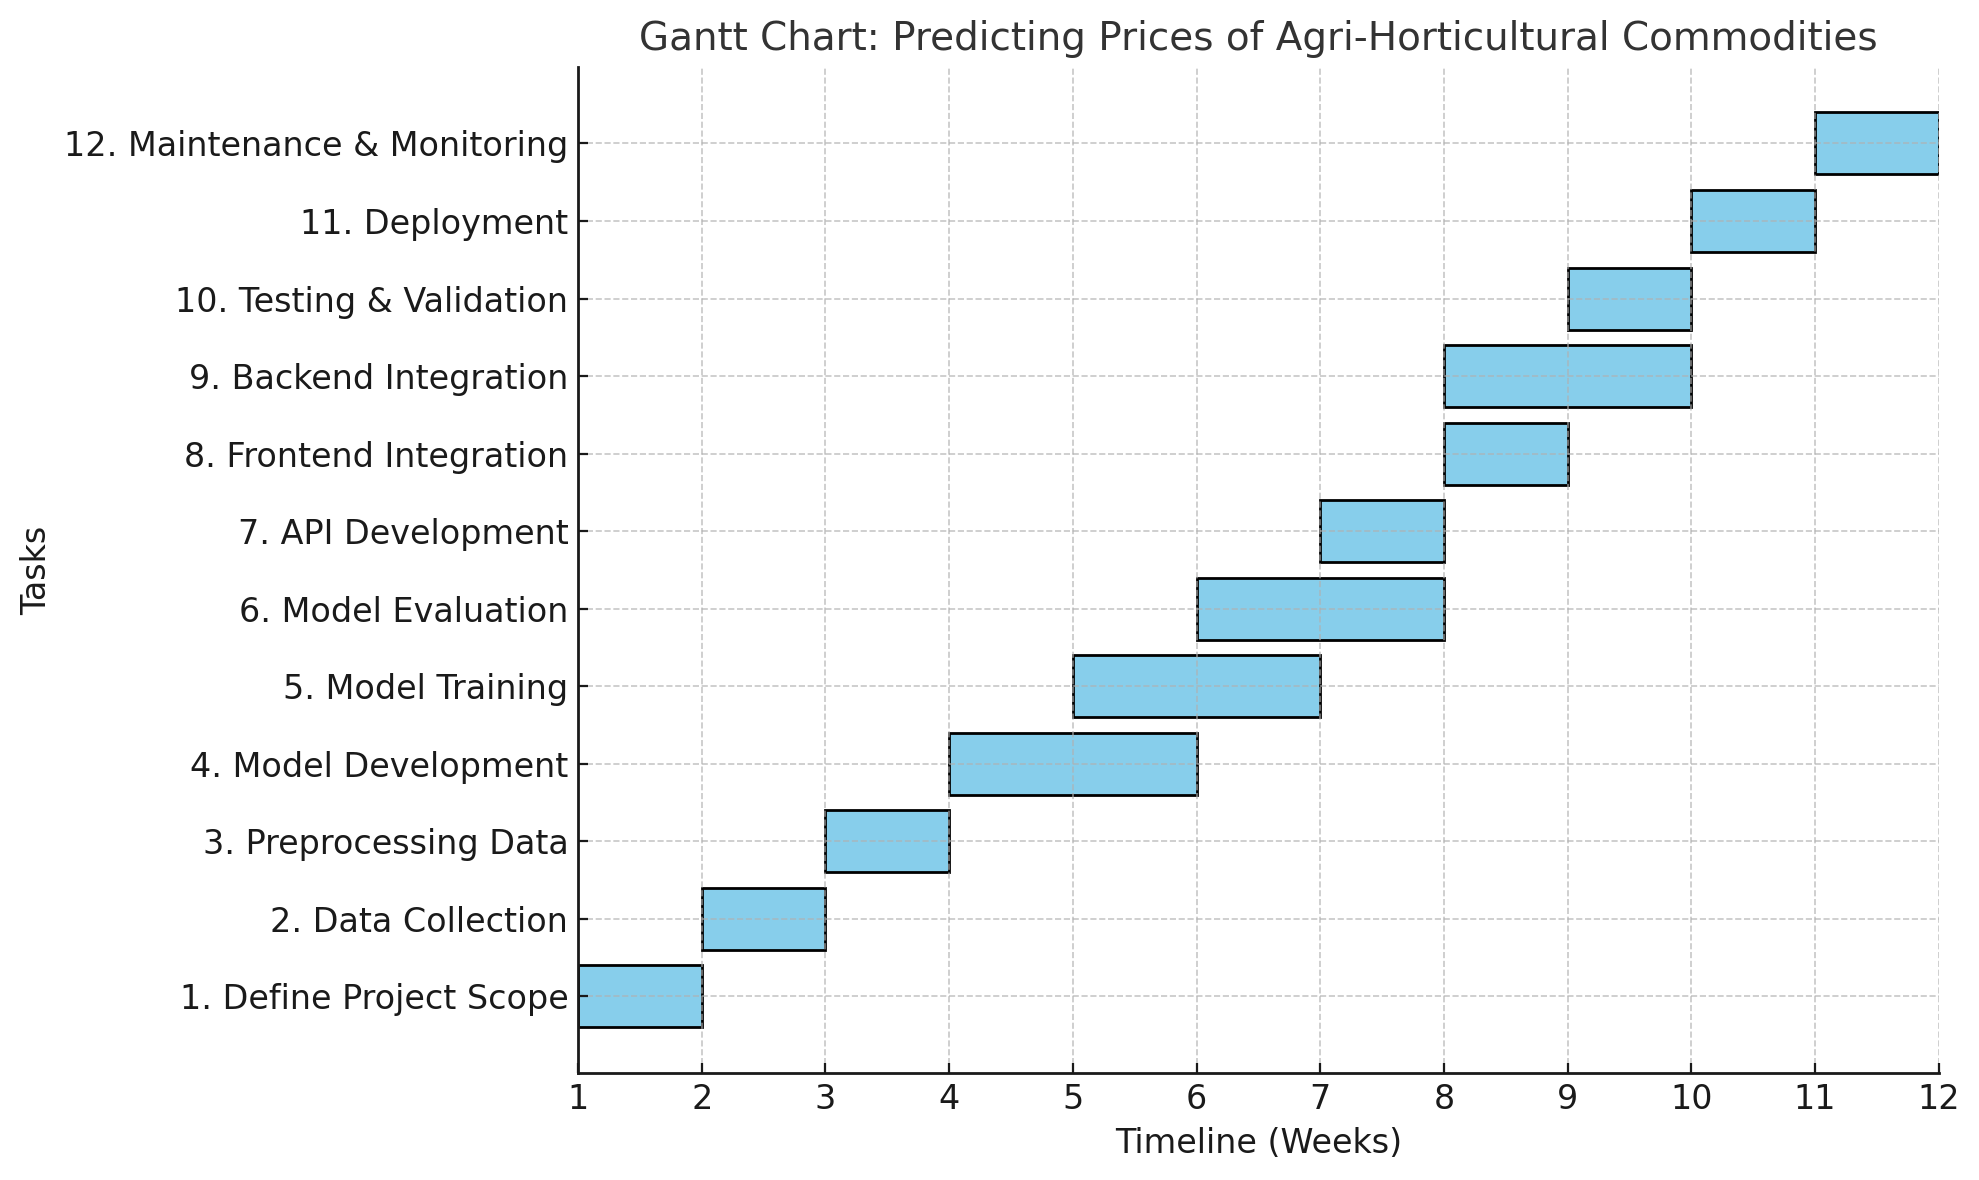 Gantt Chart: Predicting Prices of Agri-Horticultural Commodities
12. Maintenance & Monitoring
11. Deployment
10. Testing & Validation
9. Backend Integration
8. Frontend Integration
7. API Development
6. Model Evaluation
5. Model Training
4. Model Development
3. Preprocessing Data
2. Data Collection
1. Define Project Scope
Tasks
1 2 3 4 5 6 7 8 9 10 11 12
Timeline (Weeks)